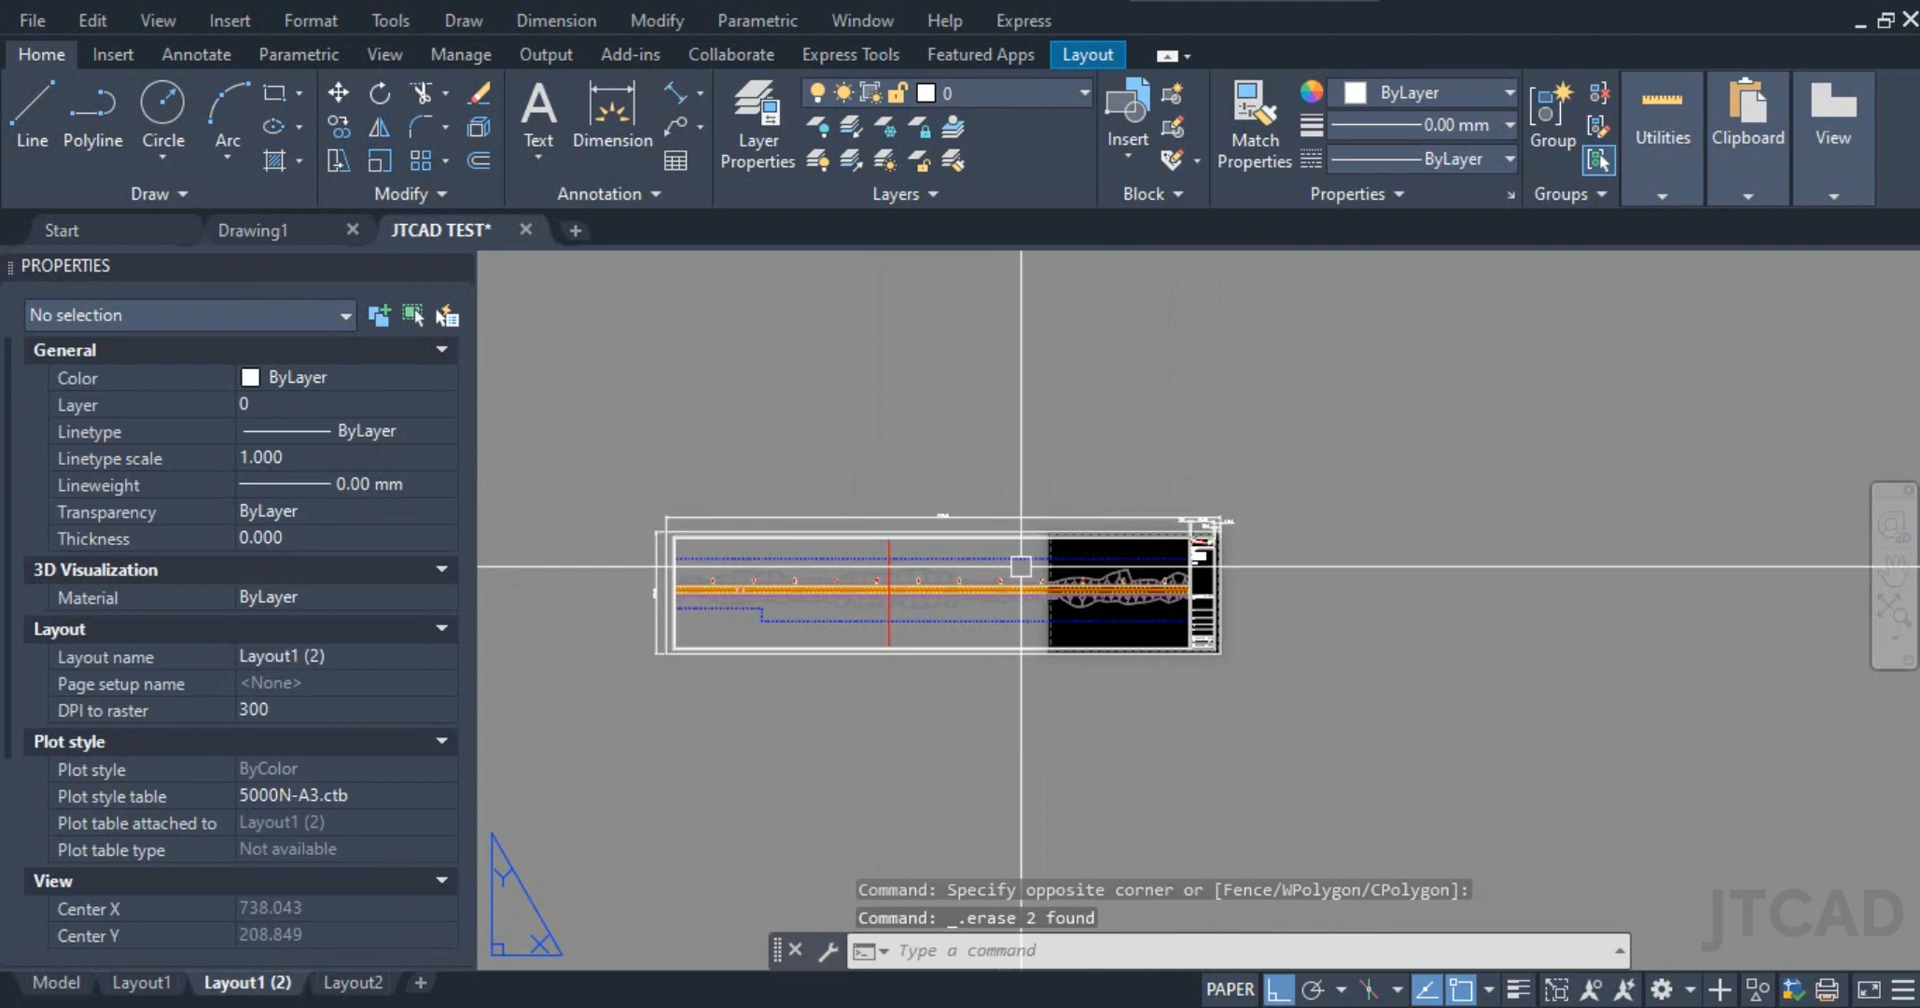 File Edit View Insert Format Tools Draw Dimension Modify Parametric Window Help Express
Home Insert Annotate Parametric View Manage Output Add-ins Collaborate Express Tools Featured Apps Layout
Line Polyline Circle Arc
Draw
Modify
Text Dimension
Annotation
Layer Properties
0
Layers
Insert
Block
Match Properties
ByLayer
0.00 mm
ByLayer
Properties
Group
Groups
Utilities
Clipboard
View
Start Drawing1 JTCAD TEST*
PROPERTIES
No selection
General
Color ByLayer
Layer 0
Linetype ByLayer
Linetype scale 1.000
Lineweight 0.00 mm
Transparency ByLayer
Thickness 0.000
3D Visualization
Material ByLayer
Layout
Layout name Layout1 (2)
Page setup name <None>
DPI to raster 300
Plot style
Plot style ByColor
Plot style table 5000N-A3.ctb
Plot table attached to Layout1 (2)
Plot table type Not available
View
Center X 738.043
Center Y 208.849
Y
X
Command: Specify opposite corner or [Fence/WPolygon/CPolygon]:
Command: _.erase 2 found
Type a command
JTCAD
Model Layout1 Layout1 (2) Layout2
PAPER